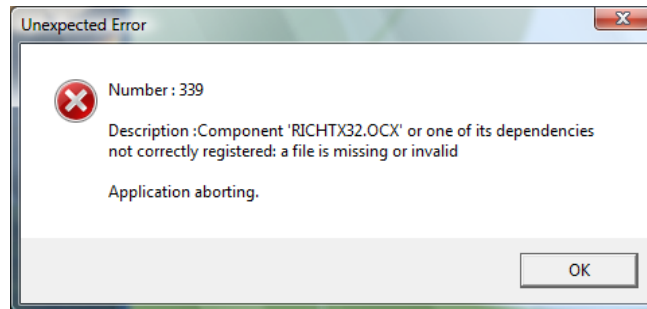 Unexpected Error
Number : 339
Description :Component 'RICHTX32.OCX' or one of its dependencies
not correctly registered: a file is missing or invalid
Application aborting.
OK